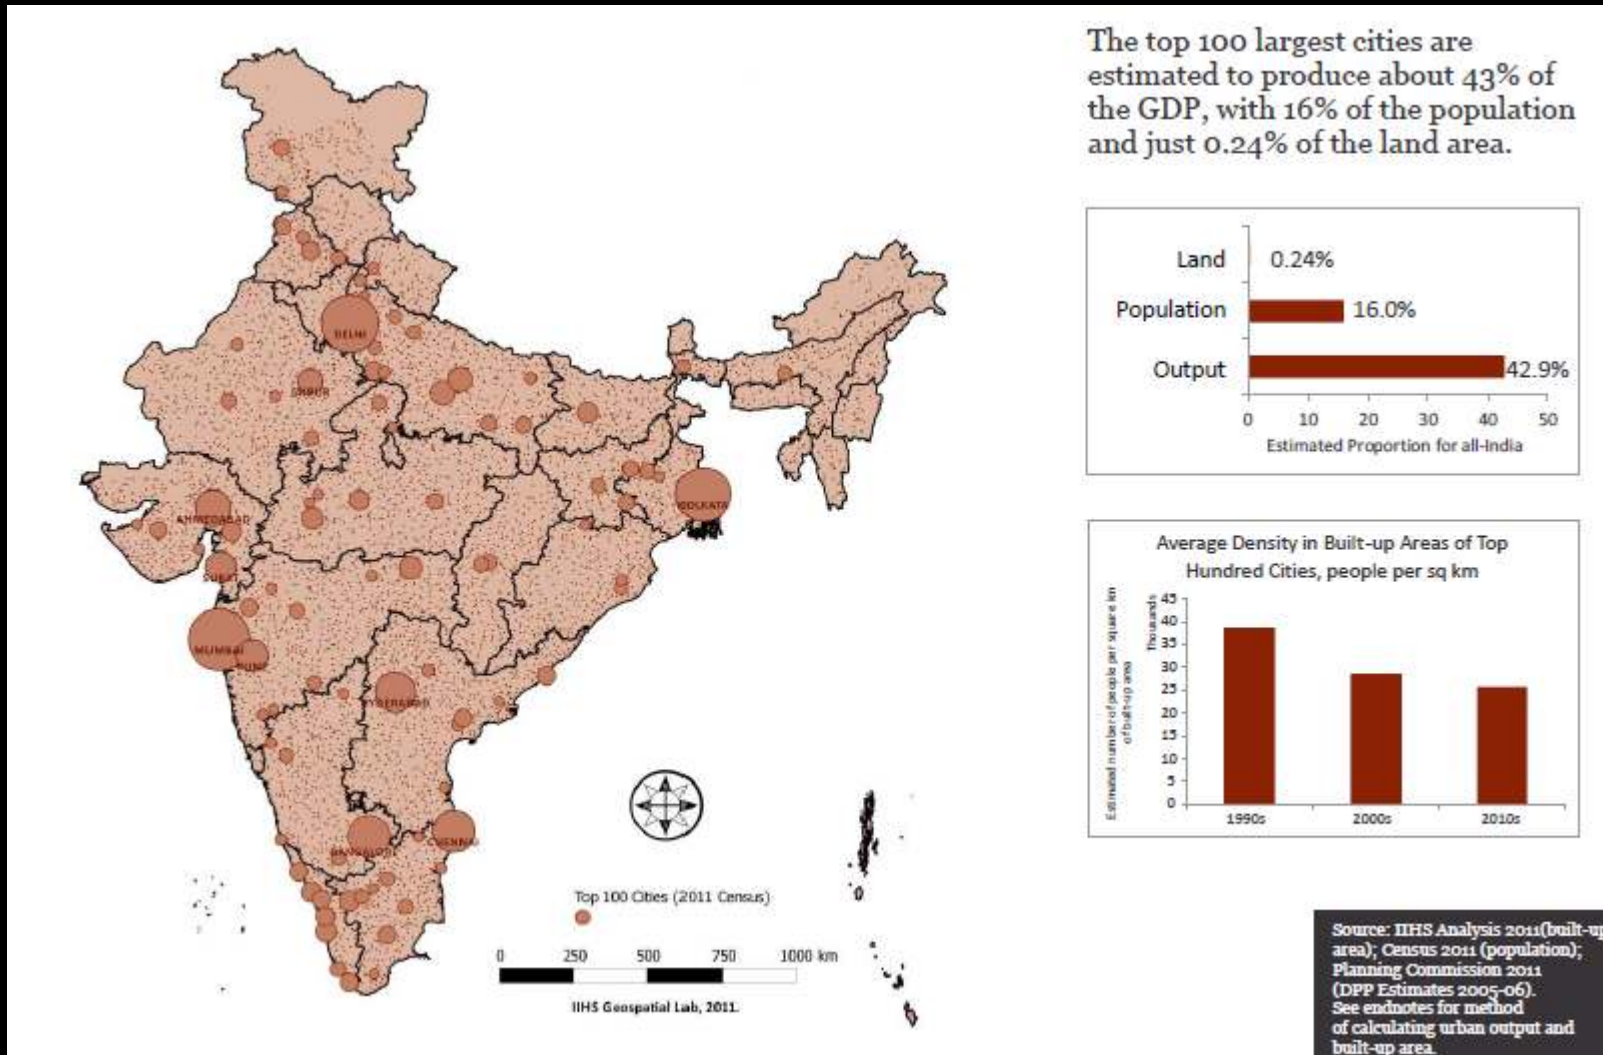 The top 100 largest cities are
estimated to produce about 43% of
the GDP, with 16% of the population
and just 0.24% of the land area.
Land 0.24%
Population 16.0%
Output 42.9%
0 10 20 30 40 50
Estimated Proportion for all-India
Average Density in Built-up Areas of Top
Hundred Cities, people per sq km
Estimated number of people per square km
of built-up area
Thousands
45
40
35
30
25
20
15
10
5
0
1990s 2000s 2010s
DELHI
JAIPUR
AHMEDABAD
KOLKATA
SURAT
MUMBAI
PUNE
HYDERABAD
BANGALORE
CHENNAI
Top 100 Cities (2011 Census)
0 250 500 750 1000 km
IIHS Geospatial Lab, 2011.
Source: IIHS Analysis 2011(built-up
area); Census 2011 (population);
Planning Commission 2011
(DPP Estimates 2005-06).
See endnotes for method
of calculating urban output and
built-up area.